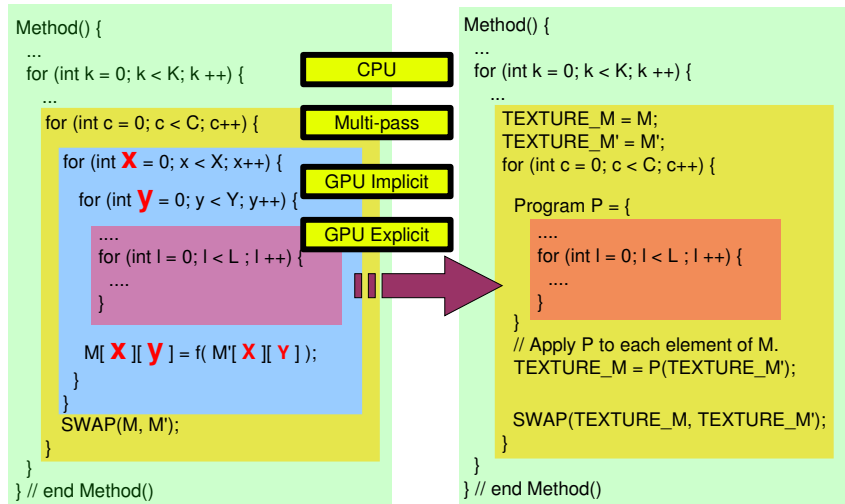 Method() {
...
for (int k = 0; k < K; k ++) {
...
for (int c = 0; c < C; c++) {
for (int x = 0; x < X; x++) {
for (int y = 0; y < Y; y++) {
....
for (int l = 0; l < L ; l ++) {
....
}
M[ x ][ y ] = f( M'[ X ][ Y ] );
}
}
SWAP(M, M');
}
}
} // end Method()
CPU
Multi-pass
GPU Implicit
GPU Explicit
Method() {
...
for (int k = 0; k < K; k ++) {
...
TEXTURE_M = M;
TEXTURE_M' = M';
for (int c = 0; c < C; c++) {
Program P = {
....
for (int l = 0; l < L ; l ++) {
....
}
}
// Apply P to each element of M.
TEXTURE_M = P(TEXTURE_M');
SWAP(TEXTURE_M, TEXTURE_M');
}
}
} // end Method()